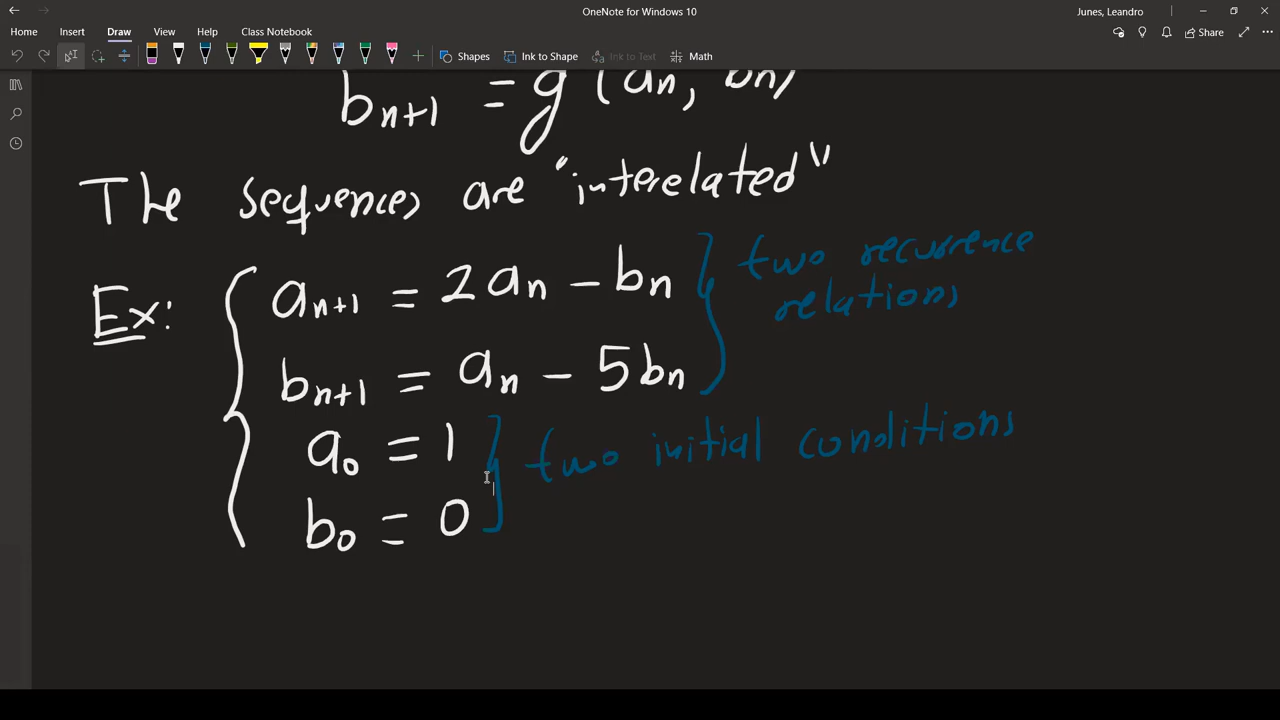 OneNote for Windows 10
Junes, Leandro
Home Insert Draw View Help Class Notebook
Share
Shapes Ink to Shape Ink to Text Math
bn+1 = g (an, bn)
The sequences are "interelated"
Ex: an+1 = 2an - bn
two recurrence
relations
bn+1 = an - 5bn
a0 = 1
two initial conditions
b0 = 0